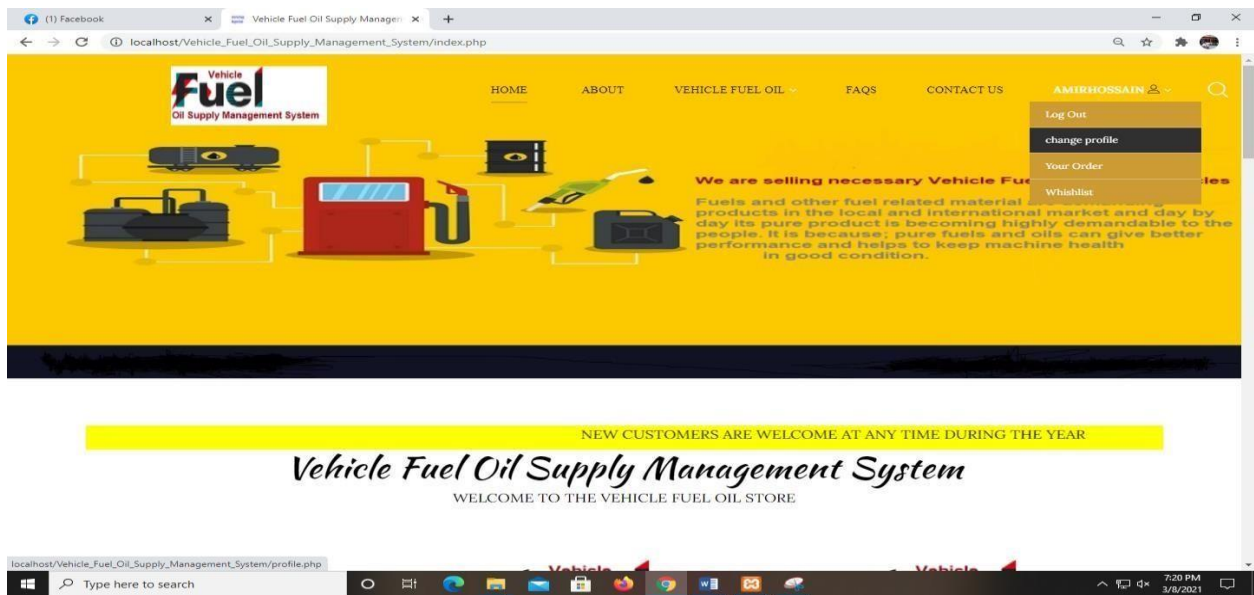 (1) Facebook
Vehicle Fuel Oil Supply Manager
localhost/Vehicle_Fuel_Oil_Supply_Management_System/index.php
Vehicle
Fuel
Oil Supply Management System
HOME ABOUT VEHICLE FUEL OIL FAQS CONTACT US AMIRHOSSAIN
Log Out
change profile
Your Order
Whishlist
We are selling necessary Vehicle Fue les
Fuels and other fuel related material
products in the local and international market and day by
day its pure product is becoming highly demandable to the
people. It is because; pure fuels and oils can give better
performance and helps to keep machine health
in good condition.
NEW CUSTOMERS ARE WELCOME AT ANY TIME DURING THE YEAR
Vehicle Fuel Oil Supply Management System
WELCOME TO THE VEHICLE FUEL OIL STORE
Vehicle Vehicle
localhost/Vehicle_Fuel_Oil_Supply_Management_System/profile.php
Type here to search
7:20 PM
3/8/2021